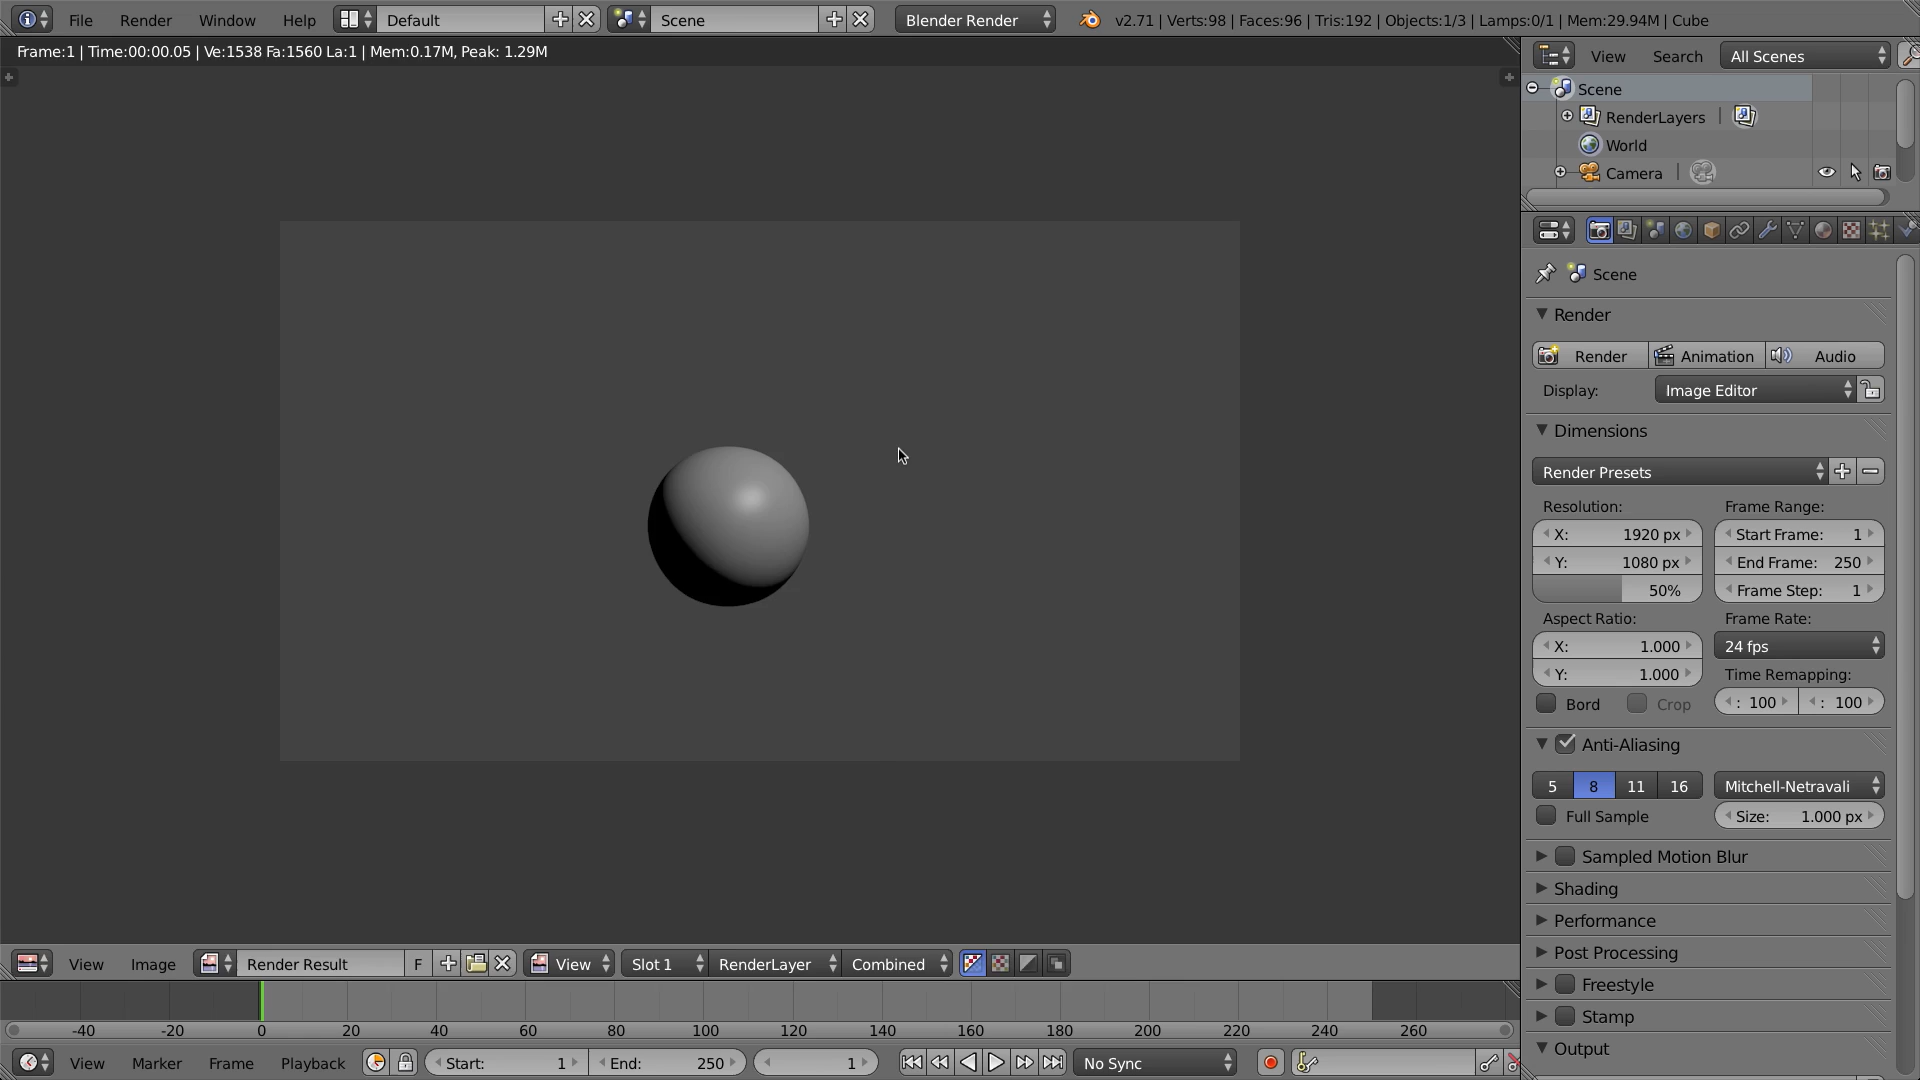 File Render Window Help Default Scene Blender Render v2.71 | Verts:98 | Faces:96 | Tris:192 | Objects:1/3 | Lamps:0/1 | Mem:29.94M | Cube
Frame:1 | Time:00:00.05 | Ve:1538 Fa:1560 La:1 | Mem:0.17M, Peak: 1.29M
View Search All Scenes
Scene
RenderLayers
World
Camera
Scene
Render
Render Animation Audio
Display: Image Editor
Dimensions
Render Presets
Resolution: Frame Range:
X: 1920 px Start Frame: 1
Y: 1080 px End Frame: 250
50% Frame Step: 1
Aspect Ratio: Frame Rate:
X: 1.000 24 fps
Y: 1.000 Time Remapping:
Bord Crop : 100 : 100
Anti-Aliasing
5 8 11 16 Mitchell-Netravali
Full Sample Size: 1.000 px
Sampled Motion Blur
Shading
Performance
Post Processing
Freestyle
Stamp
Output
View Image Render Result F View Slot 1 RenderLayer Combined
-40 -20 0 20 40 60 80 100 120 140 160 180 200 220 240 260
View Marker Frame Playback Start: 1 End: 250 1 No Sync